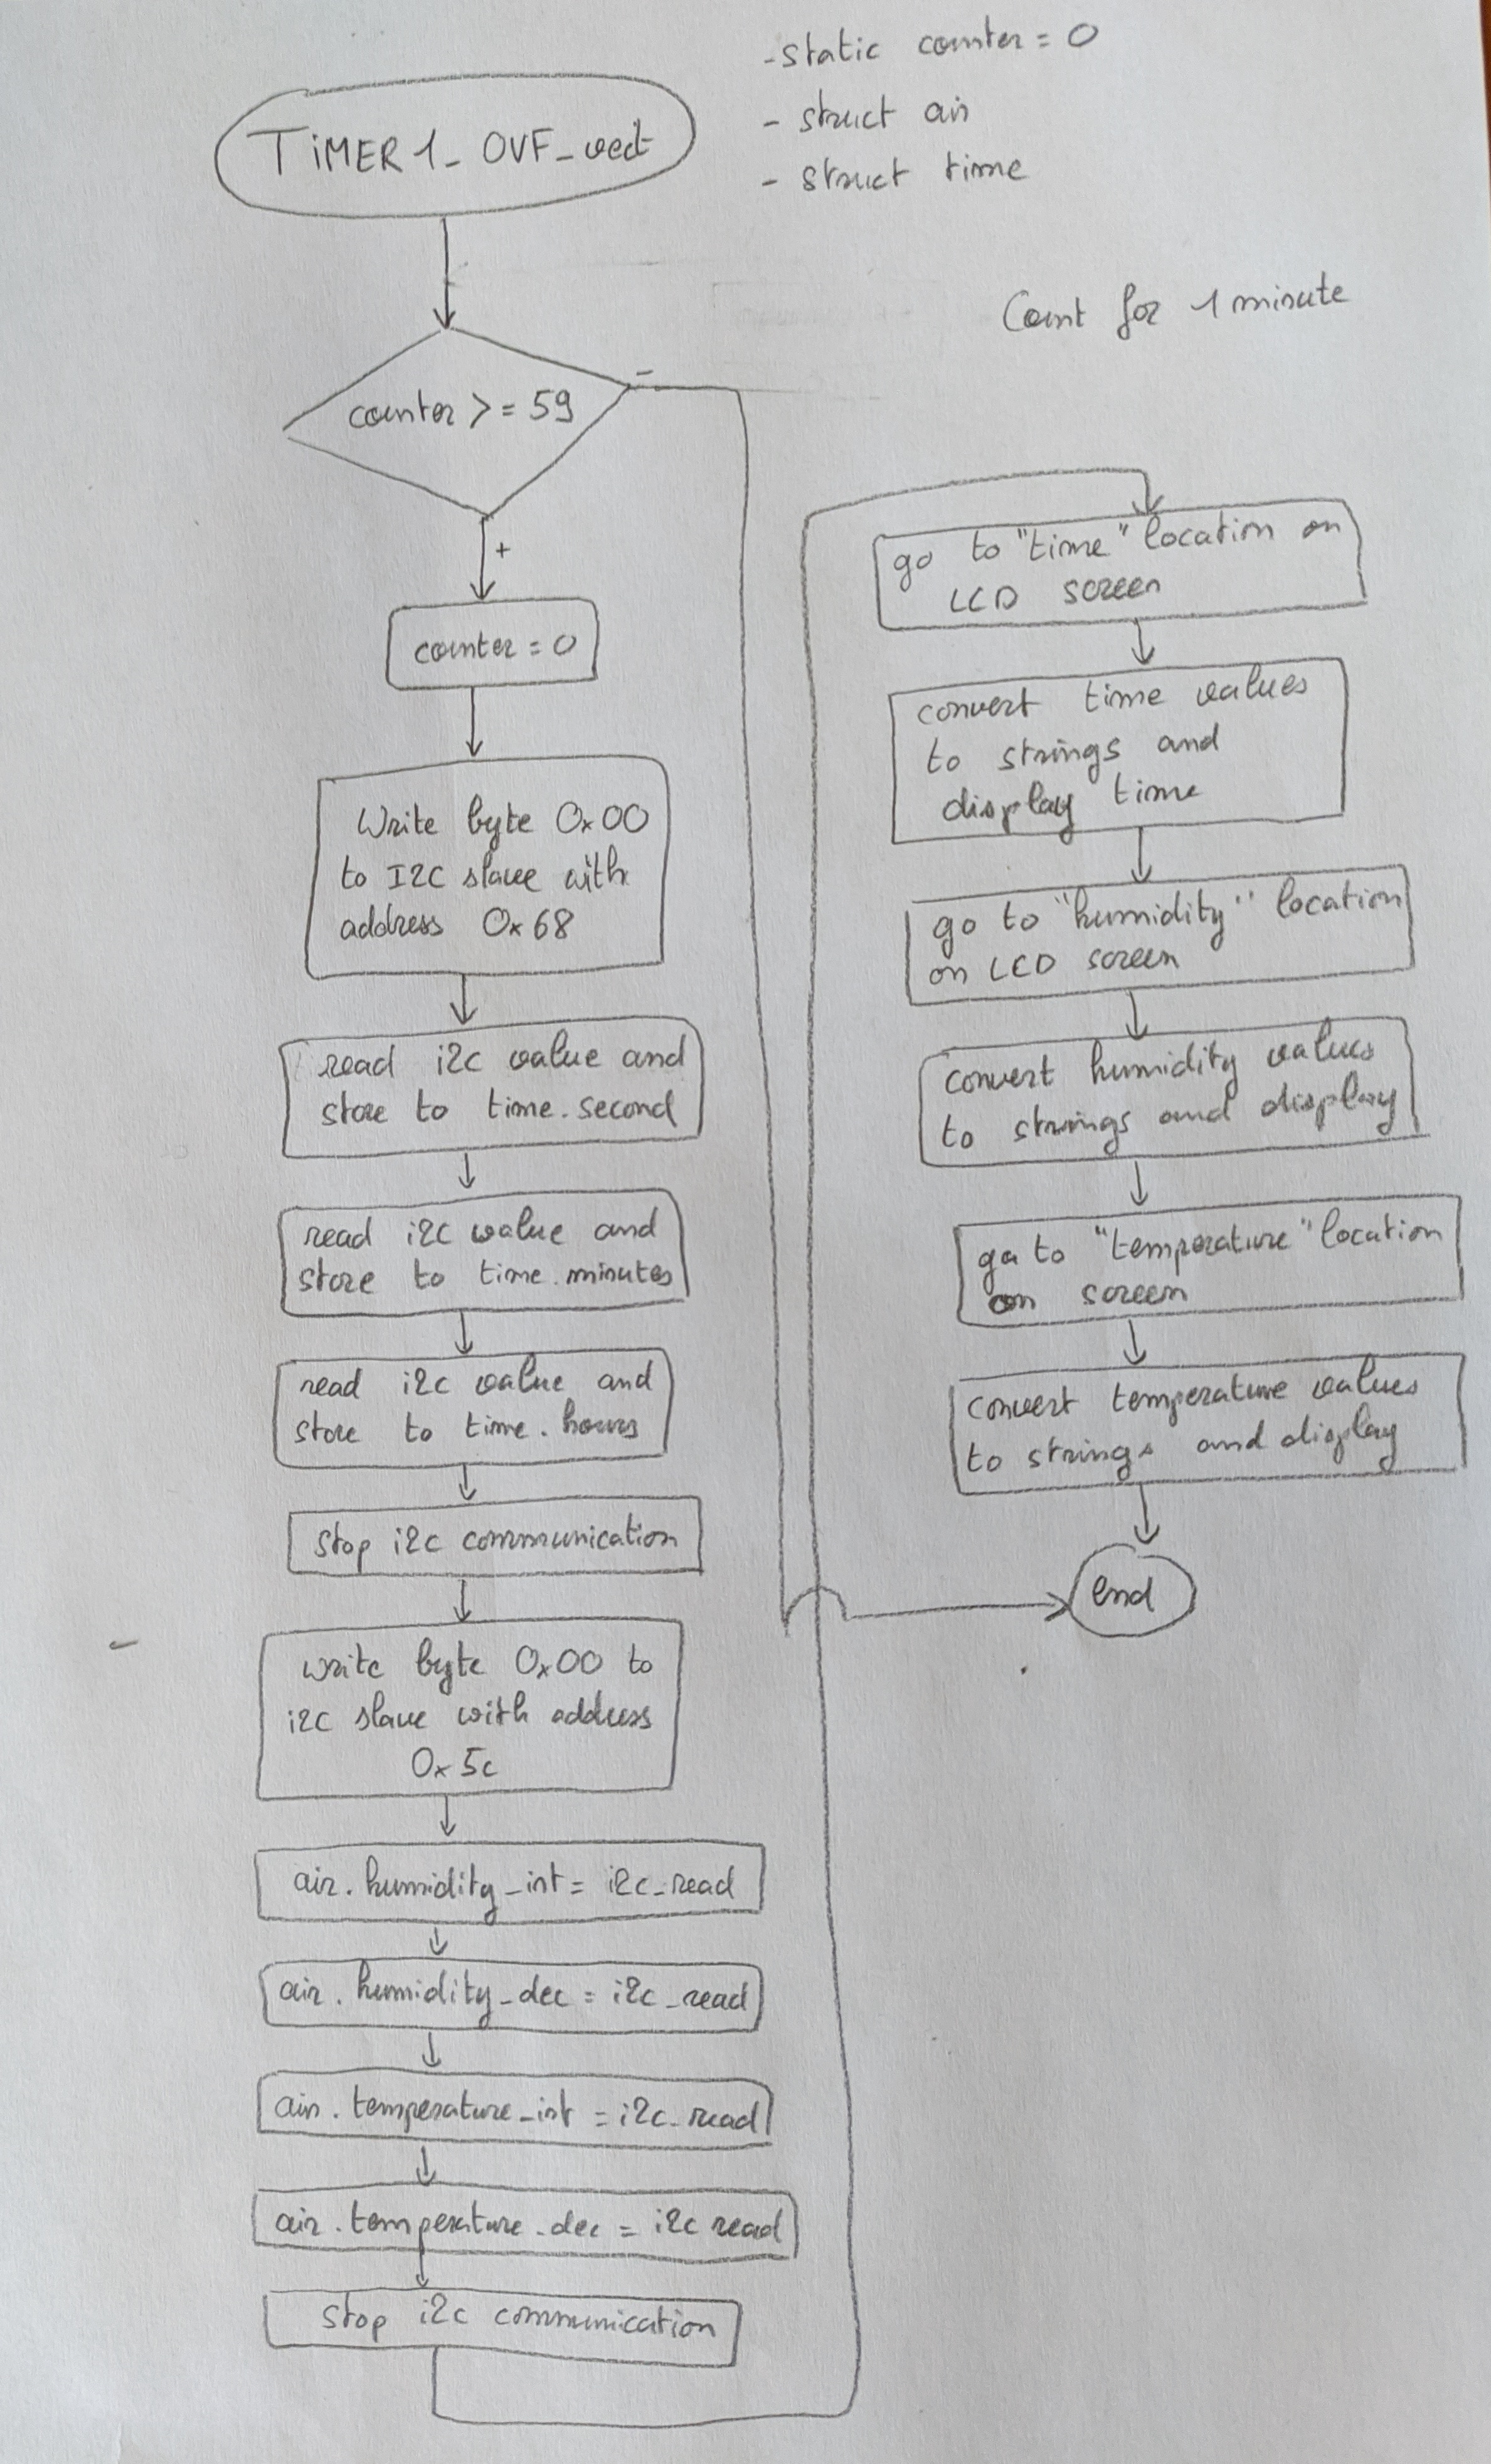 -static counter = 0
- struct air
- struct time
TiMER1_OVF_vect
Count for 1 minute
counter >= 59
-
+
counter = 0
Write byte 0x00
to I2C slave with
address 0x68
read i2c value and
store to time.second
read i2c value and
store to time.minutes
read i2c value and
store to time.hours
stop i2c communication
write byte 0x00 to
i2c slave with address
0x5c
air.humidity_int = i2c_read
air.humidity_dec = i2c_read
air.temperature_int = i2c_read
air.temperature.dec = i2c read
stop i2c communication
go to "time" location on
LCD screen
convert time values
to strings and
display time
go to "humidity" location
on LCD screen
convert humidity values
to strings and display
go to "temperature" location
on screen
convert temperature values
to strings and display
end